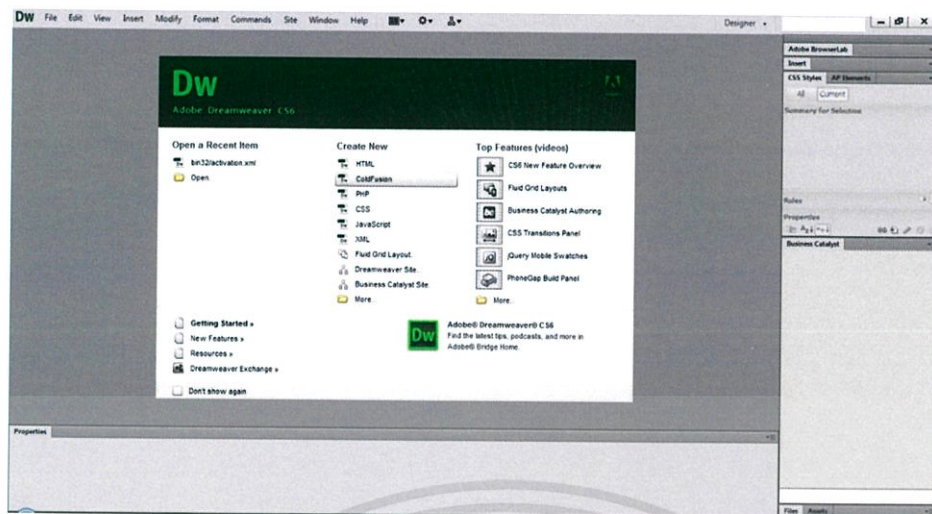 Dw File Edit View Insert Modify Format Commands Site Window Help Designer
Adobe BrowserLab
Insert
CSS Styles AP Elements
All Current
Summary for Selection
Rules
Properties
Business Catalyst
Files Assets
Dw
Adobe Dreamweaver CS6
Open a Recent Item
bin32/activation.xml
Open.
Create New
HTML
ColdFusion
PHP
CSS
JavaScript
XML
Fluid Grid Layout.
Dreamweaver Site.
Business Catalyst Site
More.
Top Features (videos)
CS6 New Feature Overview
Fluid Grid Layouts
Business Catalyst Authoring
CSS Transitions Panel
jQuery Mobile Swatches
PhoneGap Build Panel
More.
Getting Started »
New Features »
Resources »
Dreamweaver Exchange »
Don't show again
Dw
Adobe® Dreamweaver® CS6
Find the latest tips, podcasts, and more in
Adobe® Bridge Home.
Properties